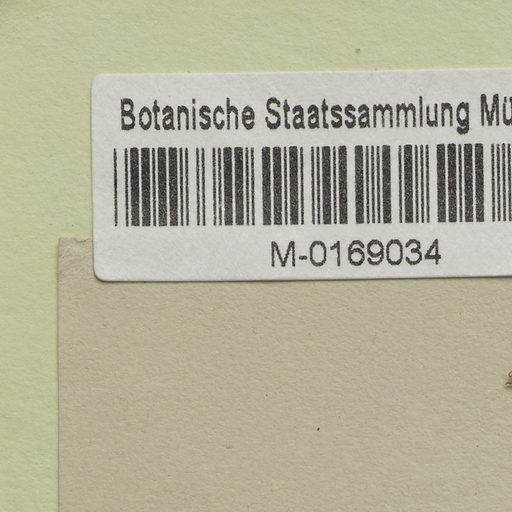 Botanische Staatssammlung Mü
M-0169034